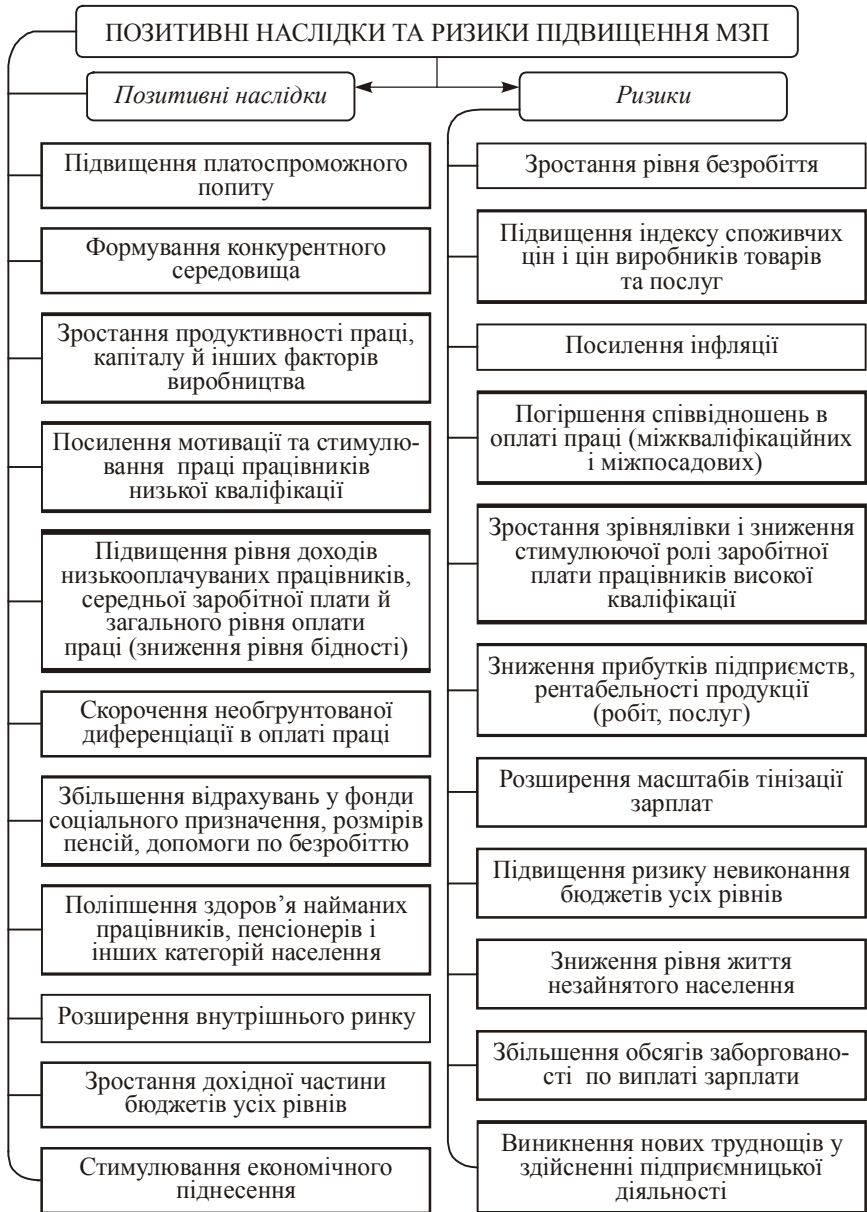 ПОЗИТИВНІ НАСЛІДКИ ТА РИЗИКИ ПІДВИЩЕННЯ МЗП
Позитивні наслідки
Підвищення платоспроможного
попиту
Формування конкурентного
середовища
Зростання продуктивності праці,
капіталу й інших факторів
виробництва
Посилення мотивації та стимулю-
вання праці працівників
низької кваліфікації
Підвищення рівня доходів
низькооплачуваних працівників,
середньої заробітної плати й
загального рівня оплати
праці (зниження рівня бідності)
Скорочення необгрунтованої
диференціації в оплаті праці
Збільшення відрахувань у фонди
соціального призначення, розмірів
пенсій, допомоги по безробіттю
Поліпшення здоров’я найманих
працівників, пенсіонерів і
інших категорій населення
Розширення внутрішнього ринку
Зростання дохідної частини
бюджетів усіх рівнів
Стимулювання економічного
піднесення
Ризики
Зростання рівня безробіття
Підвищення індексу споживчих
цін і цін виробників товарів
та послуг
Посилення інфляції
Погіршення співвідношень в
оплаті праці (міжкваліфікаційних
і міжпосадових)
Зростання зрівнялівки і зниження
стимулюючої ролі заробітної
плати працівників високої
кваліфікації
Зниження прибутків підприємств,
рентабельності продукції
(робіт, послуг)
Розширення масштабів тінізації
зарплат
Підвищення ризику невиконання
бюджетів усіх рівнів
Зниження рівня життя
незайнятого населення
Збільшення обсягів заборговано-
сті по виплаті зарплати
Виникнення нових труднощів у
здійсненні підприємницької
діяльності